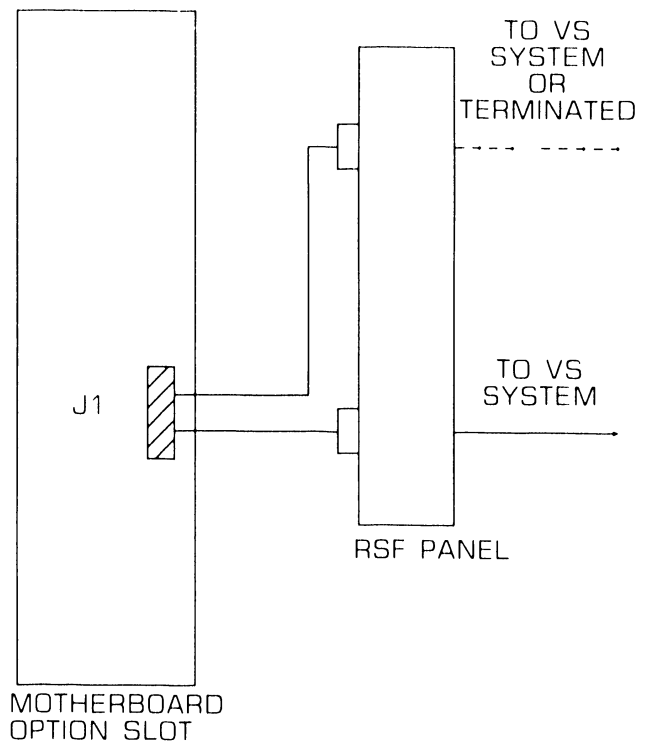 TO VS
SYSTEM
OR
TERMINATED
J1
TO VS
SYSTEM
RSF PANEL
MOTHERBOARD
OPTION SLOT